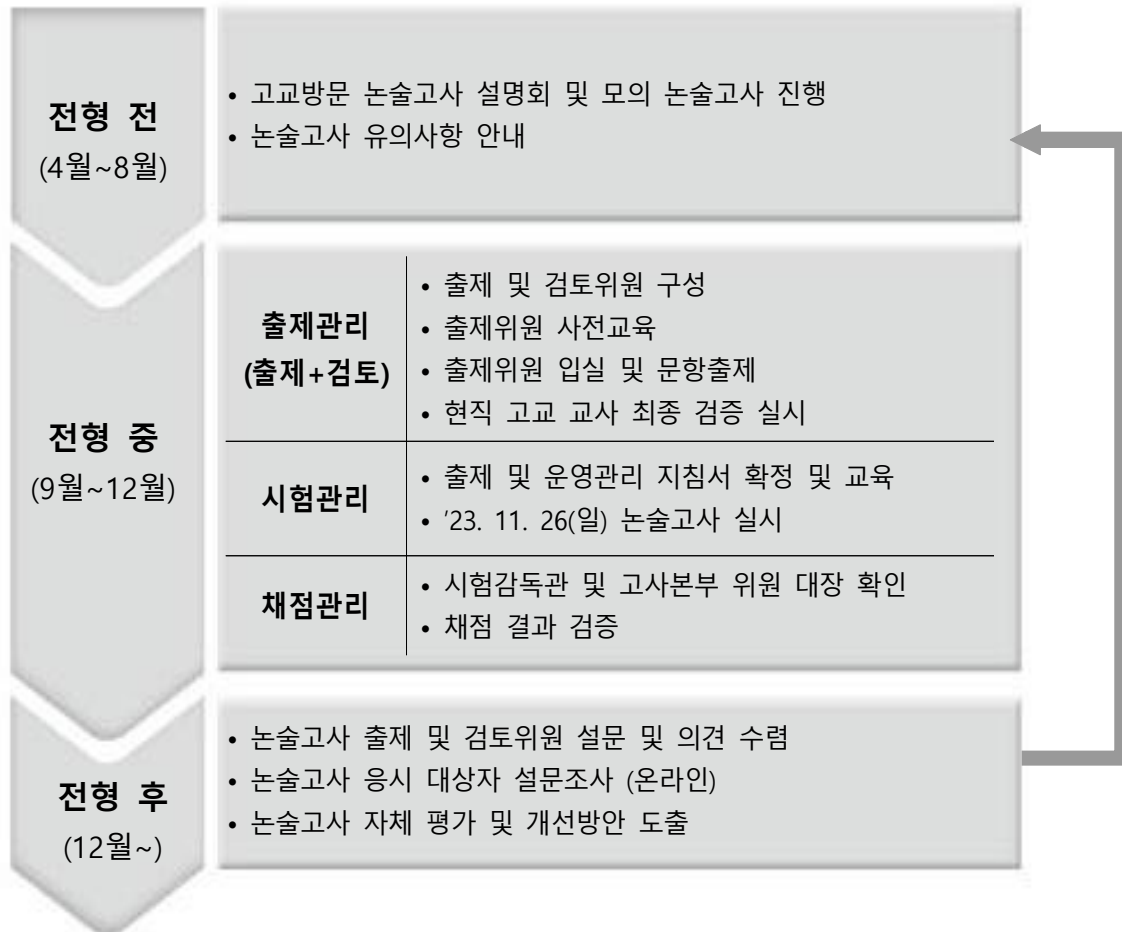 전형 전
(4월~8월)
• 고교방문 논술고사 설명회 및 모의 논술고사 진행
• 논술고사 유의사항 안내
전형 중
(9월~12월)
출제관리
(출제+검토)
• 출제 및 검토위원 구성
• 출제위원 사전교육
• 출제위원 입실 및 문항출제
• 현직 고교 교사 최종 검증 실시
시험관리
• 출제 및 운영관리 지침서 확정 및 교육
• '23. 11. 26(일) 논술고사 실시
채점관리
• 시험감독관 및 고사본부 위원 대장 확인
• 채점 결과 검증
전형 후
(12월~)
• 논술고사 출제 및 검토위원 설문 및 의견 수렴
• 논술고사 응시 대상자 설문조사 (온라인)
• 논술고사 자체 평가 및 개선방안 도출